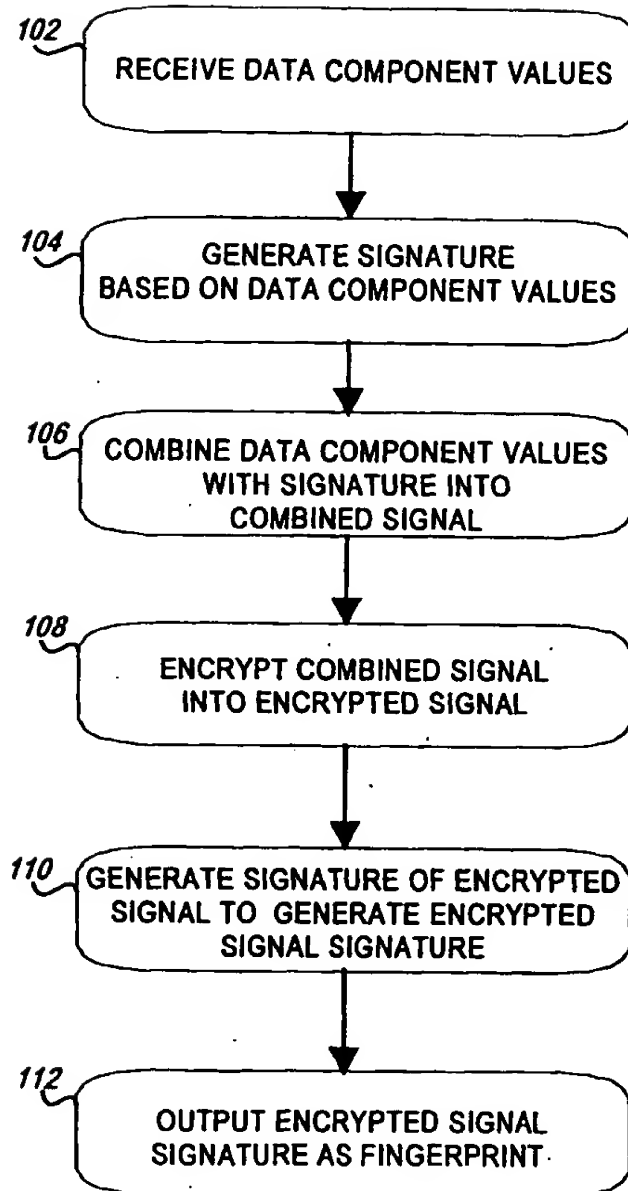 102
RECEIVE DATA COMPONENT VALUES
104
GENERATE SIGNATURE
BASED ON DATA COMPONENT VALUES
106
COMBINE DATA COMPONENT VALUES
WITH SIGNATURE INTO
COMBINED SIGNAL
108
ENCRYPT COMBINED SIGNAL
INTO ENCRYPTED SIGNAL
110
GENERATE SIGNATURE OF ENCRYPTED
SIGNAL TO GENERATE ENCRYPTED
SIGNAL SIGNATURE
112
OUTPUT ENCRYPTED SIGNAL
SIGNATURE AS FINGERPRINT